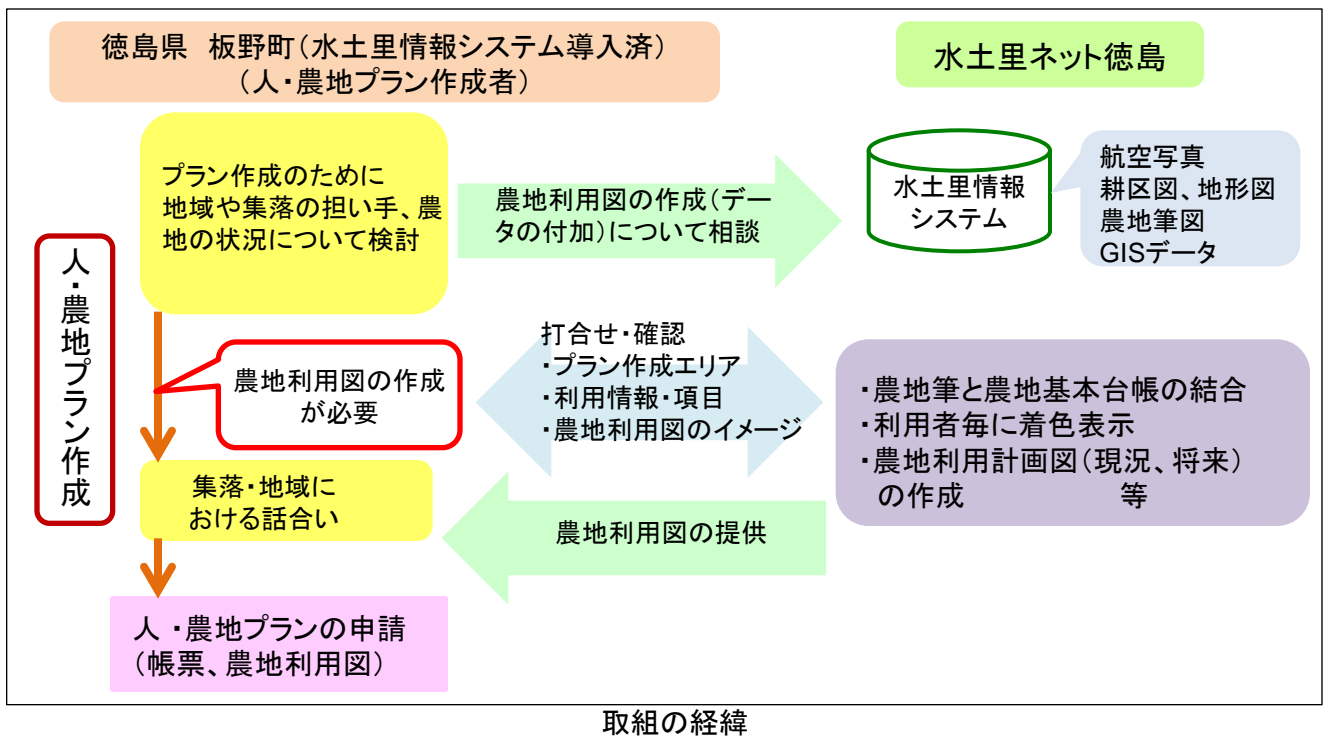 徳島県 板野町(水土里情報システム導入済)
(人・農地プラン作成者)
水土里ネット徳島
プラン作成のために
地域や集落の担い手、農
地の状況について検討
農地利用図の作成(デー
タの付加)について相談
水土里情報
システム
航空写真
耕区図、地形図
農地筆図
GISデータ
人・農地プラン作成
農地利用図の作成
が必要
打合せ・確認
・プラン作成エリア
・利用情報・項目
・農地利用図のイメージ
・農地筆と農地基本台帳の結合
・利用者毎に着色表示
・農地利用計画図(現況、将来)
の作成 等
集落・地域に
おける話合い
農地利用図の提供
人 ・農地プランの申請
(帳票、農地利用図)
取組の経緯